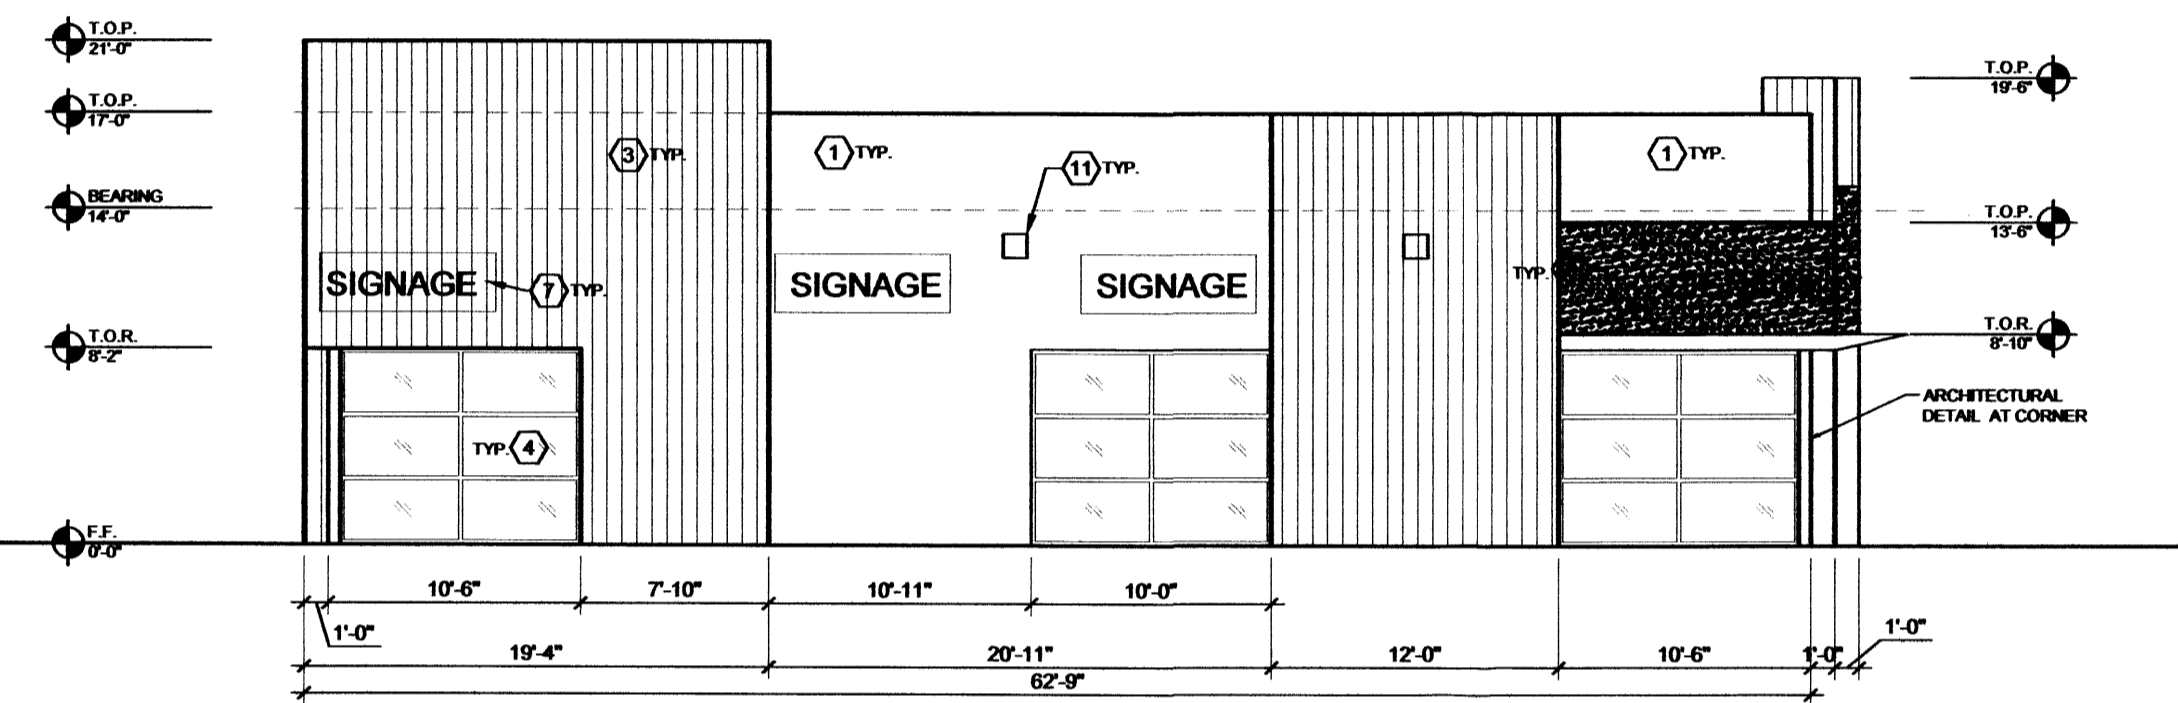 T.O.P.
21'-0"
T.O.P.
17'-0"
BEARING
14'-0"
T.O.R.
8'-2"
F.F.
0'-0"
3 TYP.
1 TYP.
11 TYP.
1 TYP.
SIGNAGE
7 TYP.
SIGNAGE
SIGNAGE
TYP.
TYP. 4
T.O.P.
19'-6"
T.O.P.
13'-6"
T.O.R.
8'-10"
ARCHITECTURAL
DETAIL AT CORNER
10'-6" 7'-10" 10'-11" 10'-0"
1'-0" 1'-0"
19'-4" 20'-11" 12'-0" 10'-6" 1'-0"
62'-9"